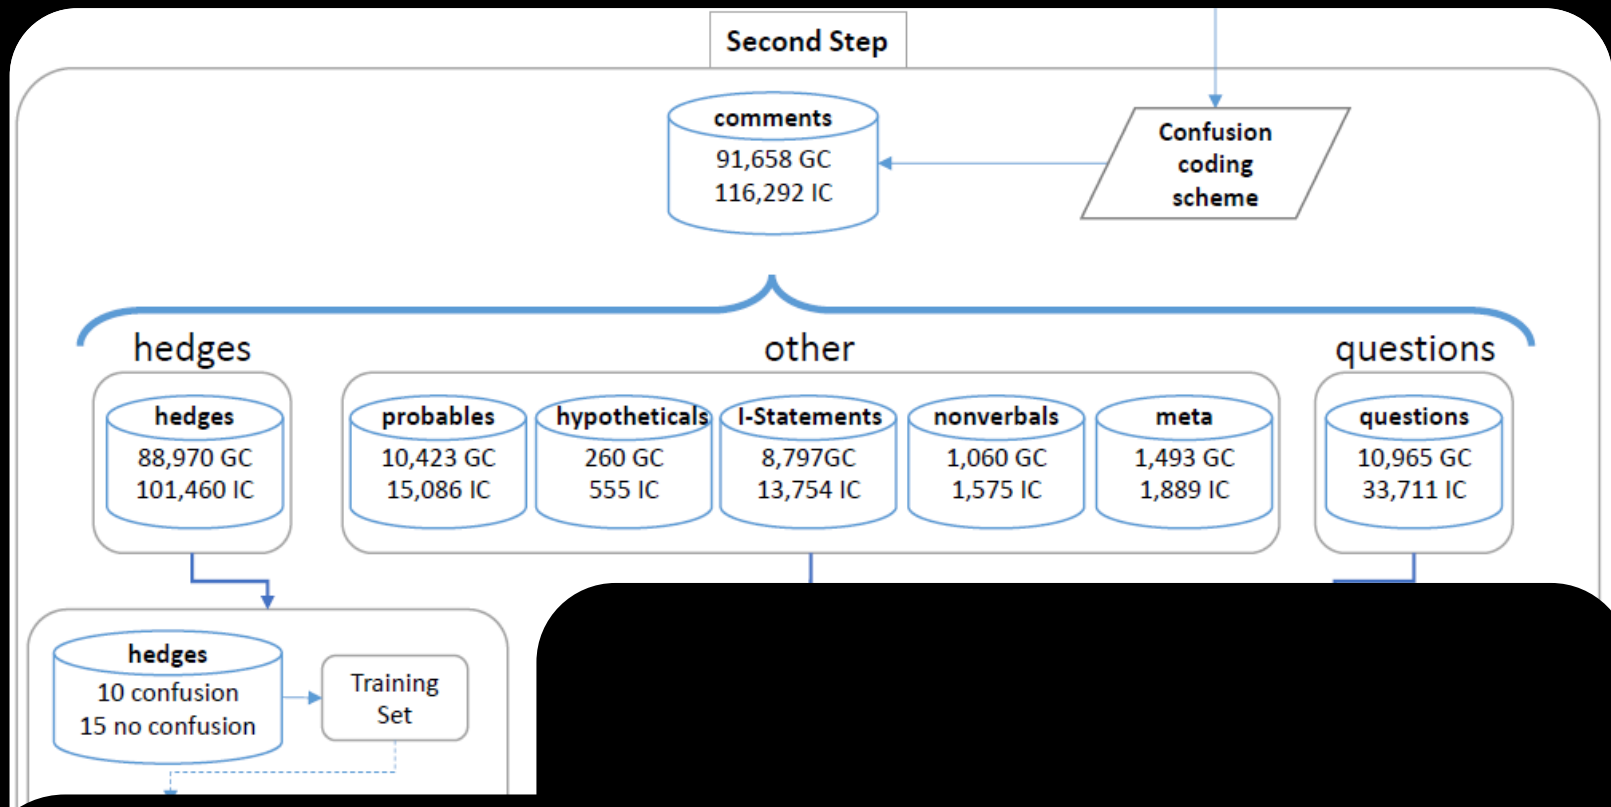 Second Step
comments
91,658 GC
116,292 IC
Confusion
coding
scheme
hedges
other
questions
hedges
88,970 GC
101,460 IC
probables
10,423 GC
15,086 IC
hypotheticals
260 GC
555 IC
I-Statements
8,797GC
13,754 IC
nonverbals
1,060 GC
1,575 IC
meta
1,493 GC
1,889 IC
questions
10,965 GC
33,711 IC
hedges
10 confusion
15 no confusion
Training
Set